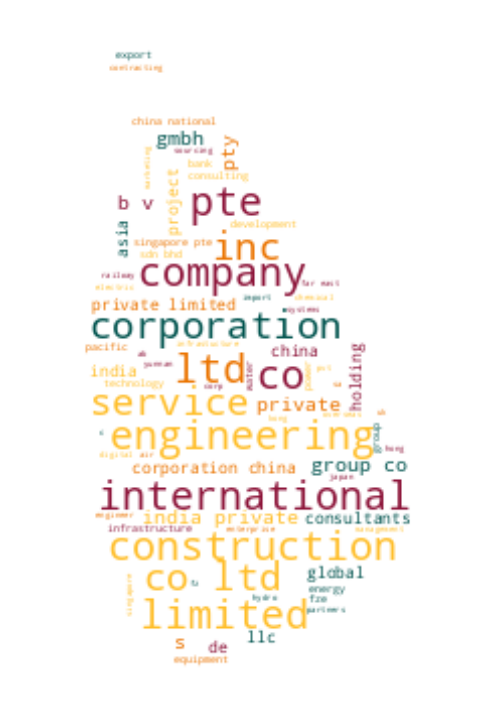 export
contracting
china national
gmbh
sourcing
pty
marketing
bank
consulting
project
b v
pte
development
asia
singapore pte
inc
sdn bhd
railway
company
far east
electric
import
chemical
private limited
systems
corporation
pacific
infrastructure
china
holding
yunnan
india
ltd
co
water
power
technology
corp
service
private
engineering
group
hong
digital
air
corporation china
group co
japan
international
engineer
india private
consultants
infrastructure
enterprise
management
construction
singapore
co ltd
global
energy
hydro
fze
limited
partners
s
de
llc
equipment